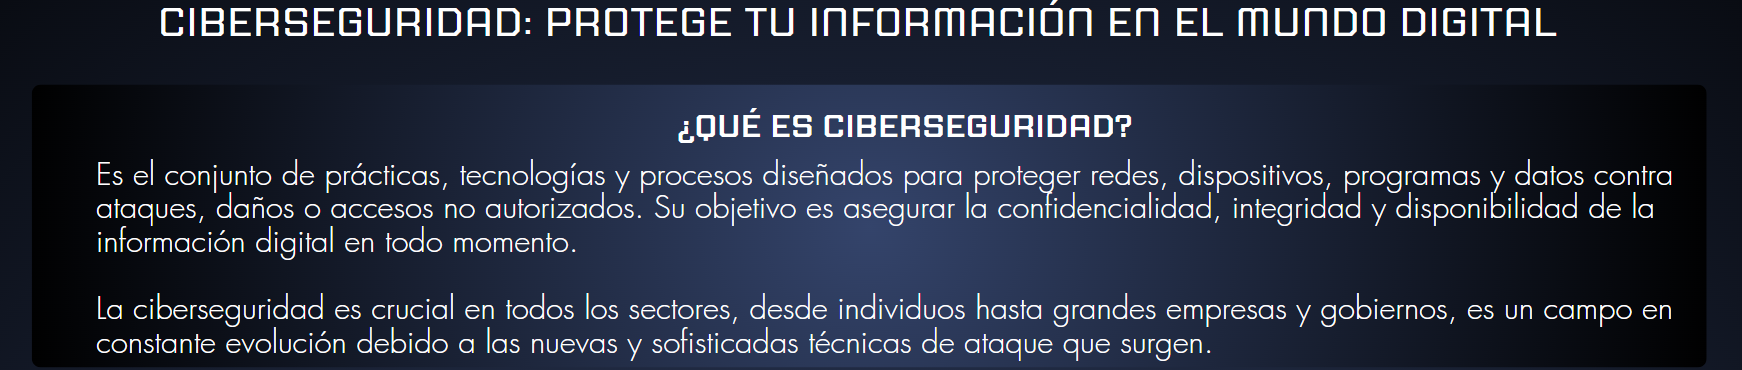 CIBERSEGURIDAD: PROTEGE TU INFORMACIÓN EN EL MUNDO DIGITAL
¿QUÉ ES CIBERSEGURIDAD?
Es el conjunto de prácticas, tecnologías y procesos diseñados para proteger redes, dispositivos, programas y datos contra
ataques, daños o accesos no autorizados. Su objetivo es asegurar la confidencialidad, integridad y disponibilidad de la
información digital en todo momento.
La ciberseguridad es crucial en todos los sectores, desde individuos hasta grandes empresas y gobiernos, es un campo en
constante evolución debido a las nuevas y sofisticadas técnicas de ataque que surgen.